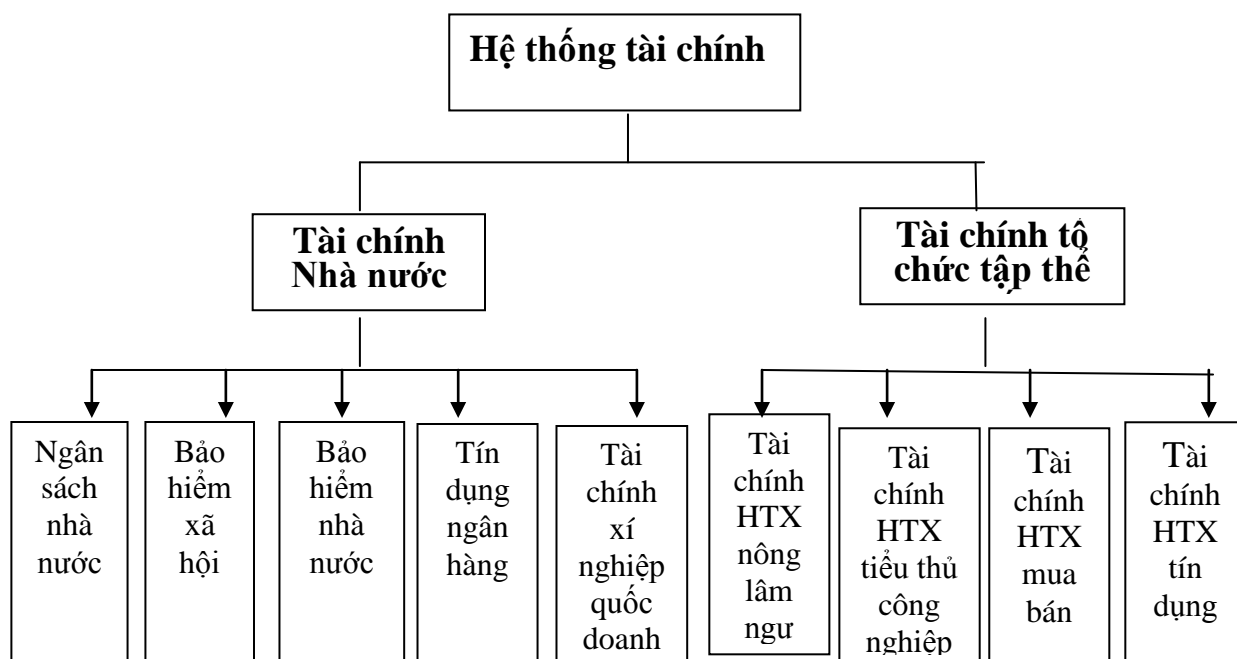 Hệ thống tài chính
Tài chính
Nhà nước
Tài chính tổ
chức tập thể
Ngân
sách
nhà
nước
Bảo
hiểm
xã
hội
Bảo
hiểm
nhà
nước
Tín
dụng
ngân
hàng
Tài
chính
xí
nghiệp
quốc
doanh
Tài
chính
HTX
nông
lâm
ngư
Tài
chính
HTX
tiểu thủ
công
nghiệp
Tài
chính
HTX
mua
bán
Tài
chính
HTX
tín
dụng